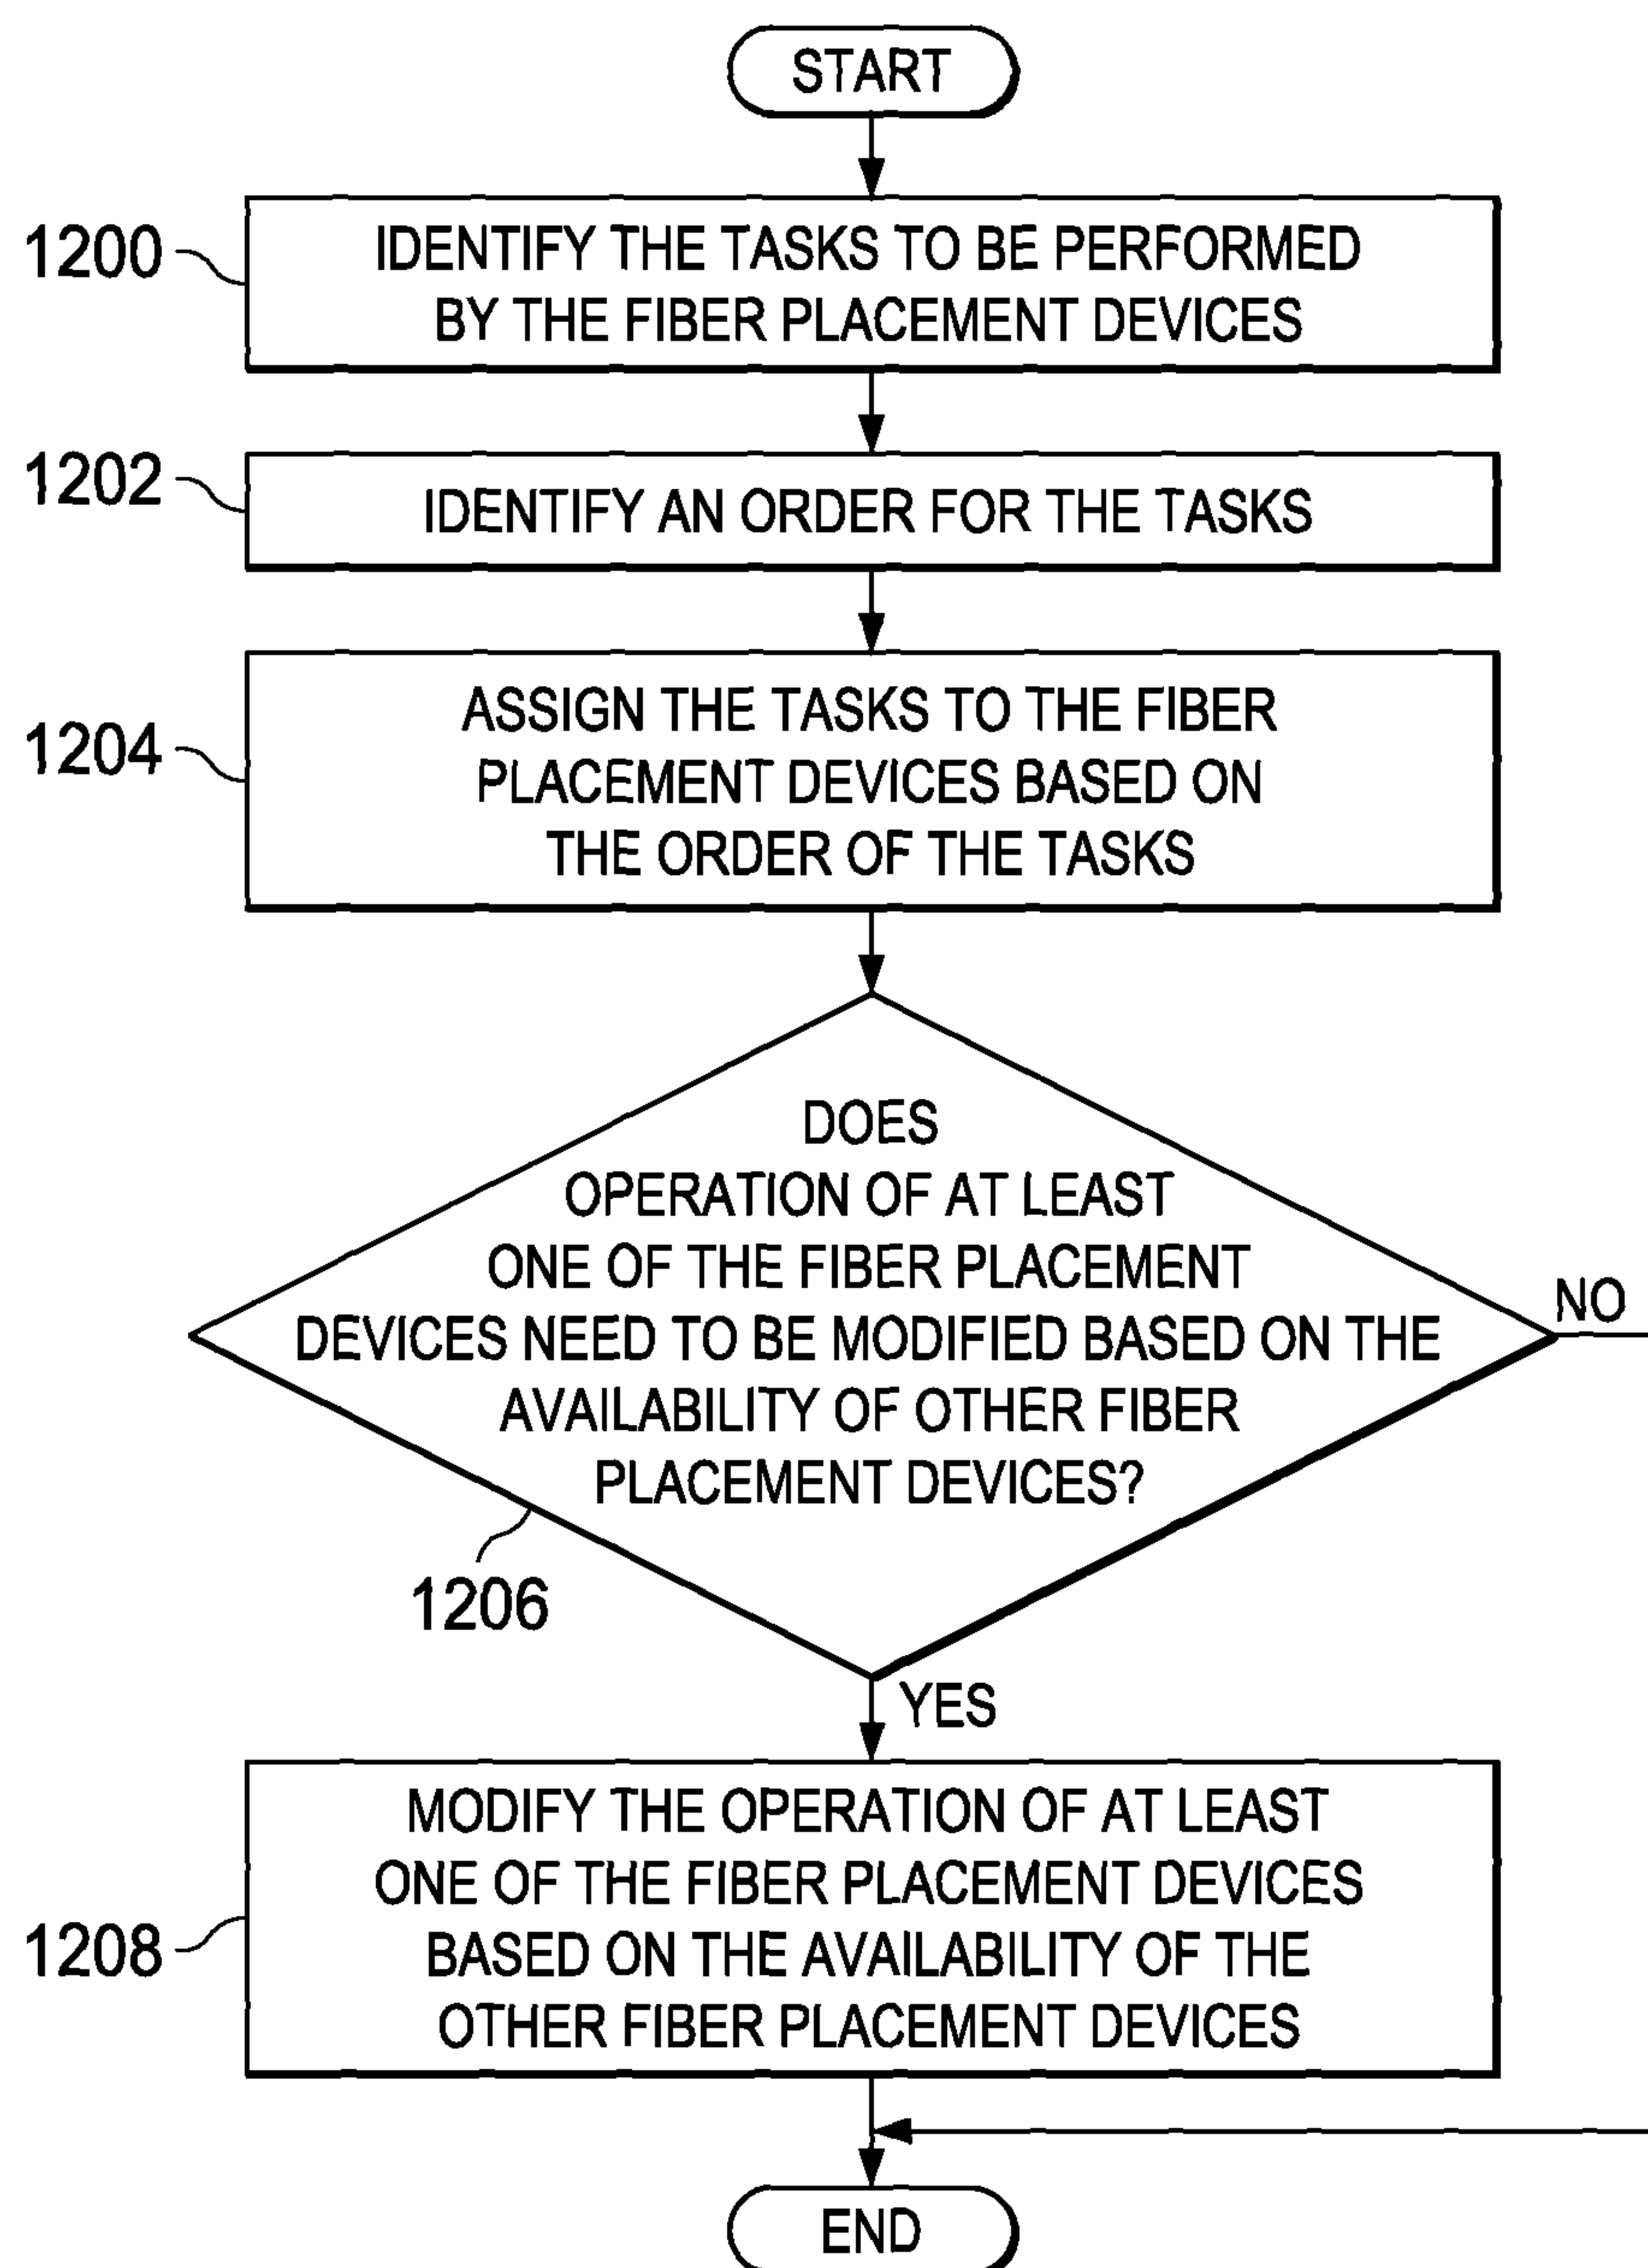 START
1200
IDENTIFY THE TASKS TO BE PERFORMED
BY THE FIBER PLACEMENT DEVICES
1202
IDENTIFY AN ORDER FOR THE TASKS
1204
ASSIGN THE TASKS TO THE FIBER
PLACEMENT DEVICES BASED ON
THE ORDER OF THE TASKS
DOES
OPERATION OF AT LEAST
ONE OF THE FIBER PLACEMENT
DEVICES NEED TO BE MODIFIED BASED ON THE
AVAILABILITY OF OTHER FIBER
PLACEMENT DEVICES?
NO
1206
YES
1208
MODIFY THE OPERATION OF AT LEAST
ONE OF THE FIBER PLACEMENT DEVICES
BASED ON THE AVAILABILITY OF THE
OTHER FIBER PLACEMENT DEVICES
END